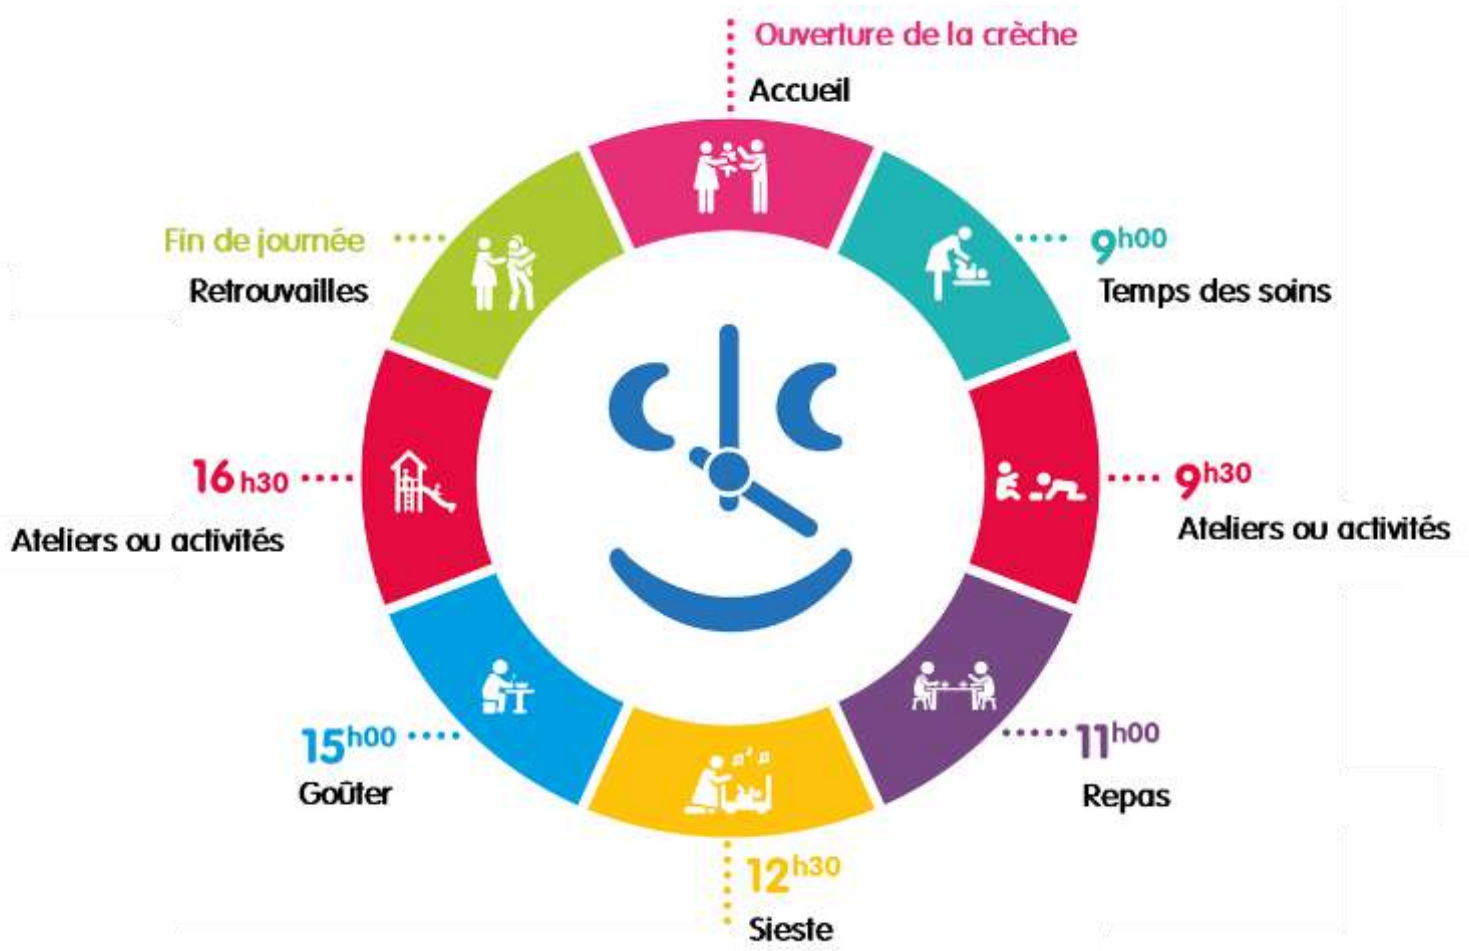 Ouverture de la crèche
Accueil
9h00
Temps des soins
9h30
Ateliers ou activités
11h00
Repas
12h30
Sieste
15h00
Goûter
16h30
Ateliers ou activités
Fin de journée
Retrouvailles